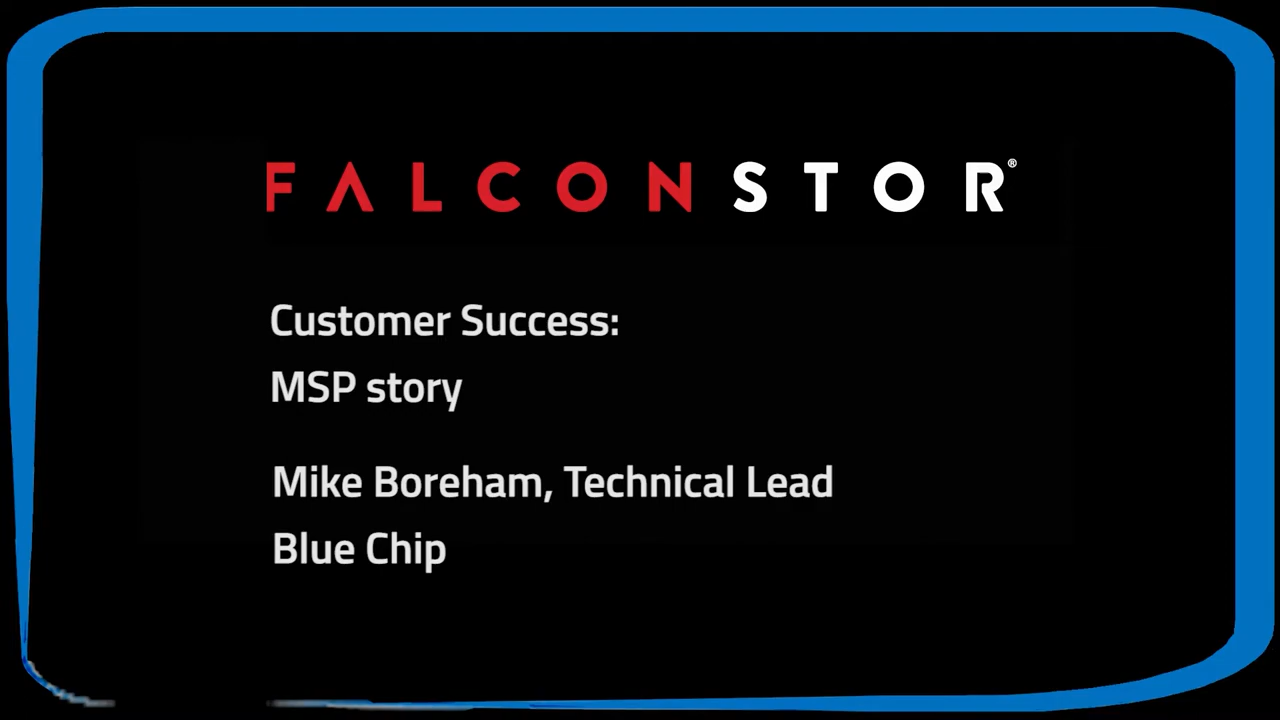 FALCONSTOR®
Customer Success:
MSP story
Mike Boreham, Technical Lead
Blue Chip